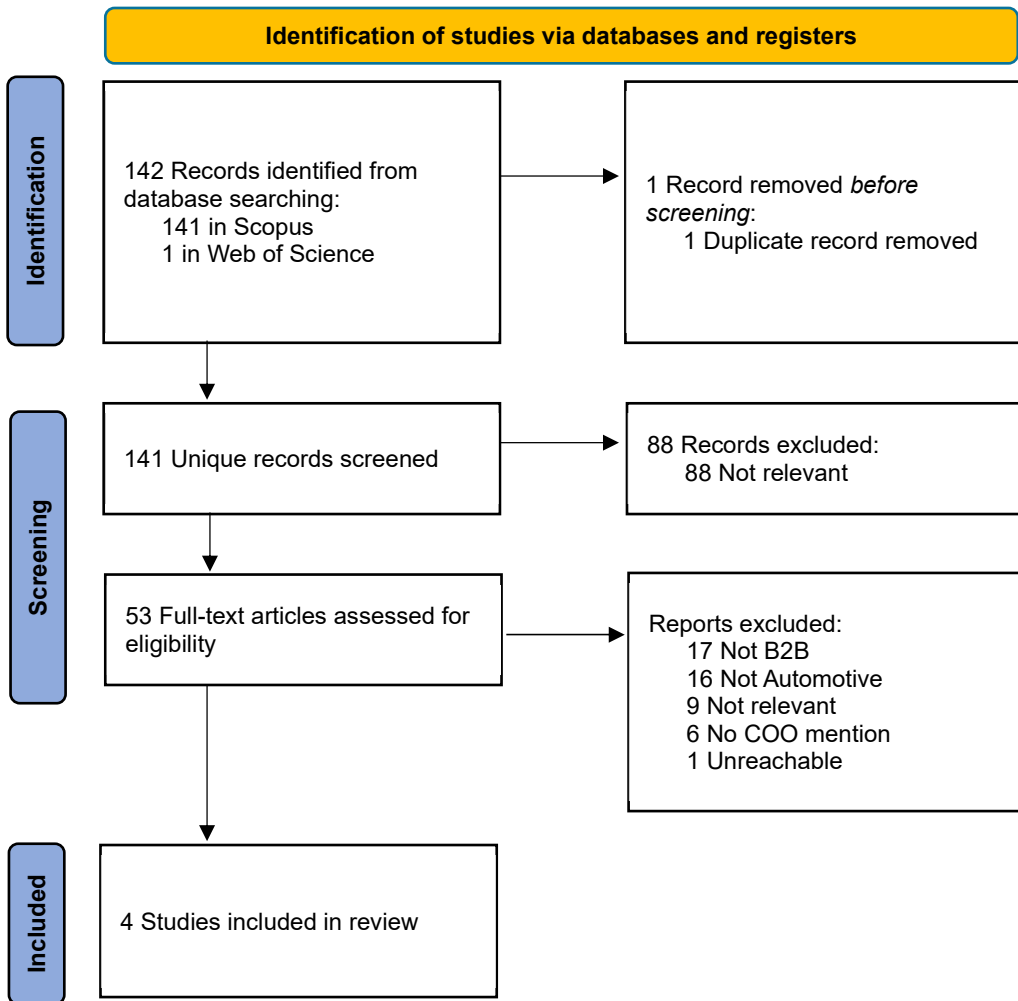 Identification of studies via databases and registers
Identification
142 Records identified from
database searching:
141 in Scopus
1 in Web of Science
1 Record removed before
screening:
1 Duplicate record removed
Screening
141 Unique records screened
88 Records excluded:
88 Not relevant
53 Full-text articles assessed for
eligibility
Reports excluded:
17 Not B2B
16 Not Automotive
9 Not relevant
6 No COO mention
1 Unreachable
Included
4 Studies included in review